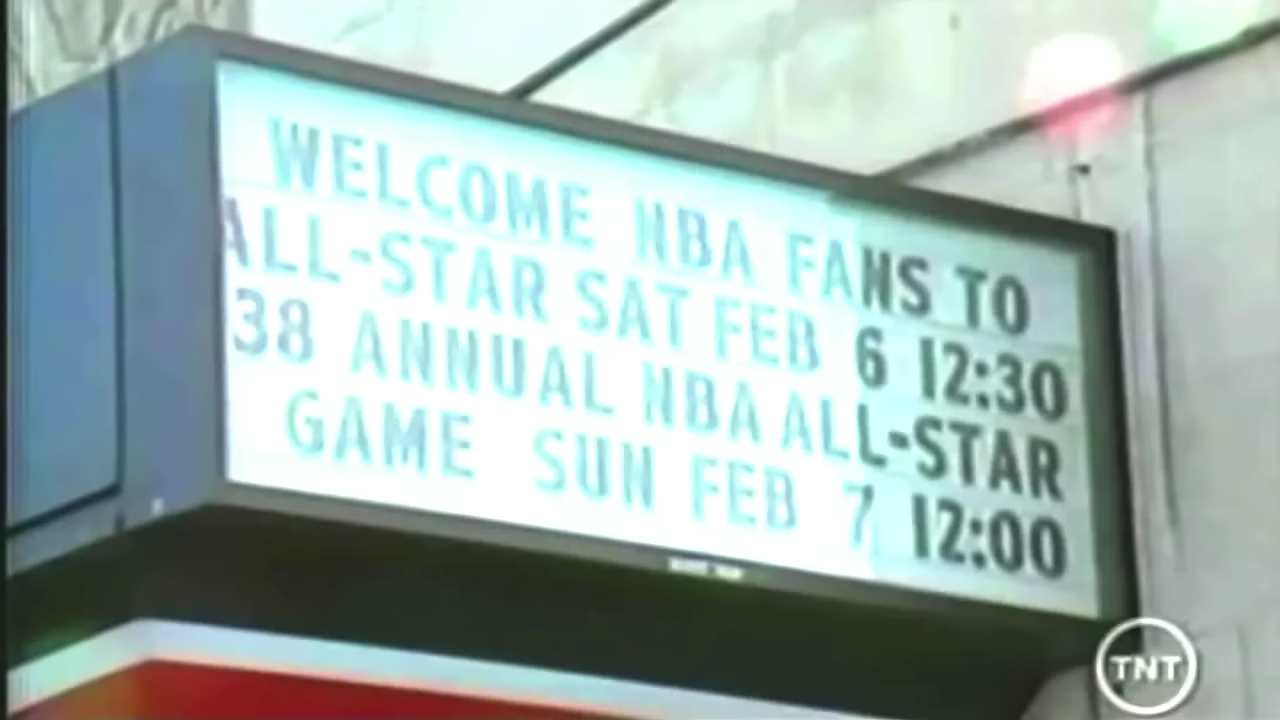 WELCOME NBA FANS TO
ALL-STAR SAT FEB 6 12:30
38 ANNUAL NBA ALL-STAR
GAME SUN FEB 7 12:00
TNT